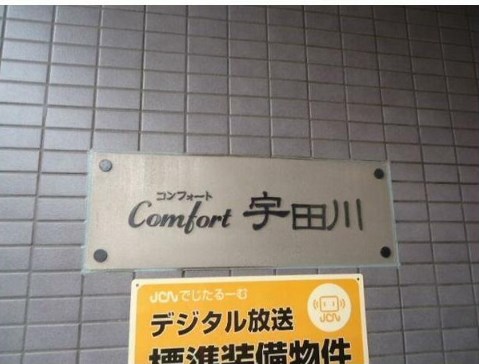 コンフォート
Comfort 宇田川
JCNでじたるーむ
JCN
デジタル放送
標準装備物件